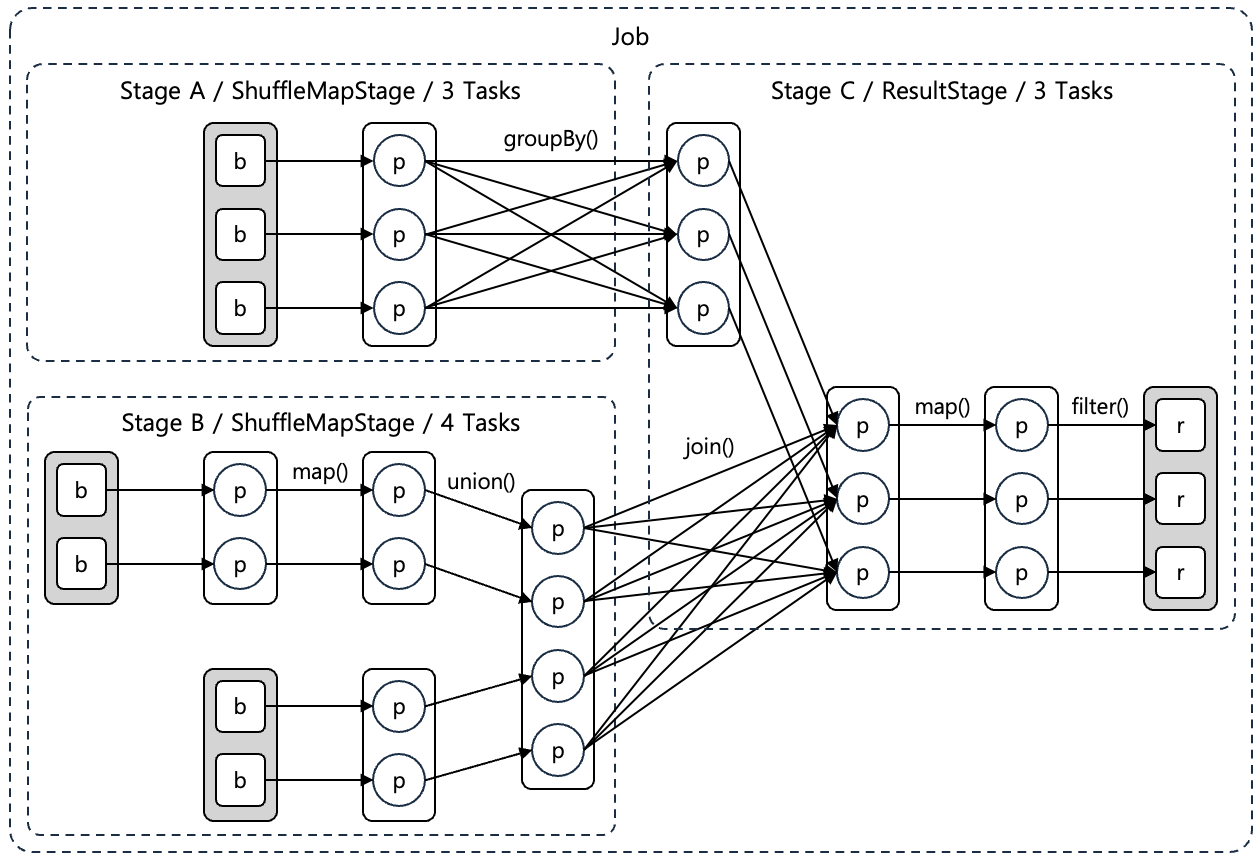 Job
Stage A / ShuffleMapStage / 3 Tasks
b
p
groupBy()
b
p
b
p
Stage B / ShuffleMapStage / 4 Tasks
b
p
map()
p
union()
b
p
p
p
p
p
p
b
p
b
p
Stage C / ResultStage / 3 Tasks
p
p
p
join()
p
map()
p
filter()
r
p
p
r
p
p
r